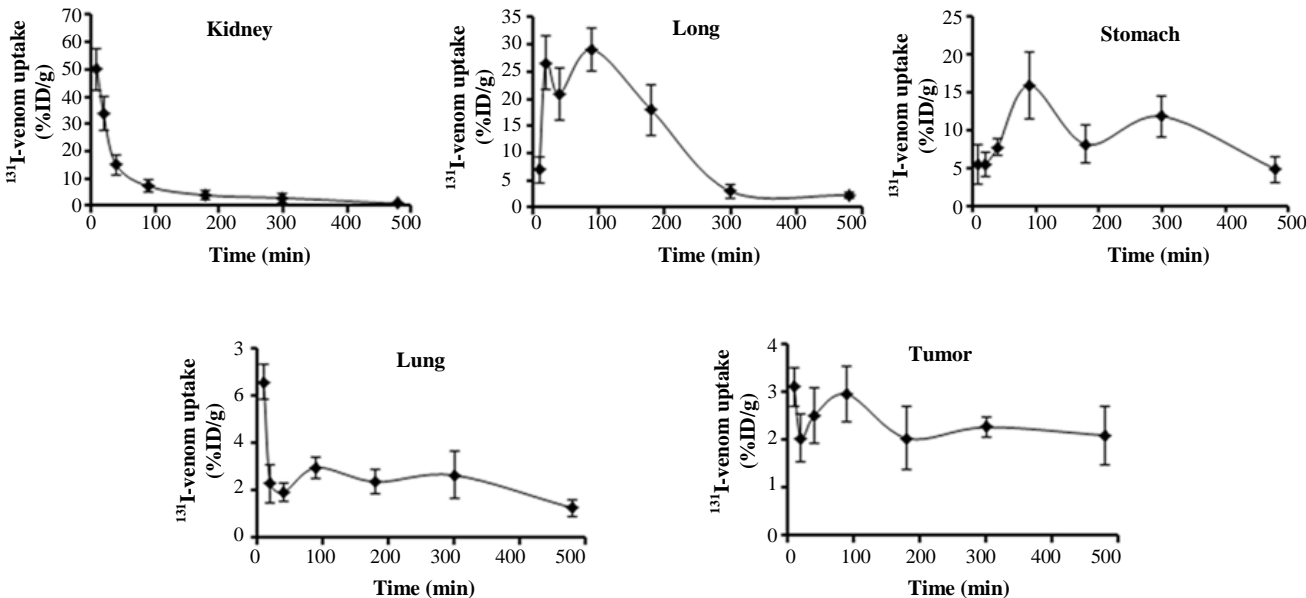 Kidney
¹³¹I-venom uptake
(%ID/g)
70
60
50
40
30
20
10
0
0 100 200 300 400 500
Time (min)
Long
¹³¹I-venom uptake
(%ID/g)
35
30
25
20
15
10
5
0
0 100 200 300 400 500
Time (min)
Stomach
¹³¹I-venom uptake
(%ID/g)
25
20
15
10
5
0
0 100 200 300 400 500
Time (min)
Lung
¹³¹I-venom uptake
(%ID/g)
3
6
4
2
0
0 100 200 300 400 500
Time (min)
Tumor
¹³¹I-venom uptake
(%ID/g)
4
3
2
1
0
0 100 200 300 400 500
Time (min)